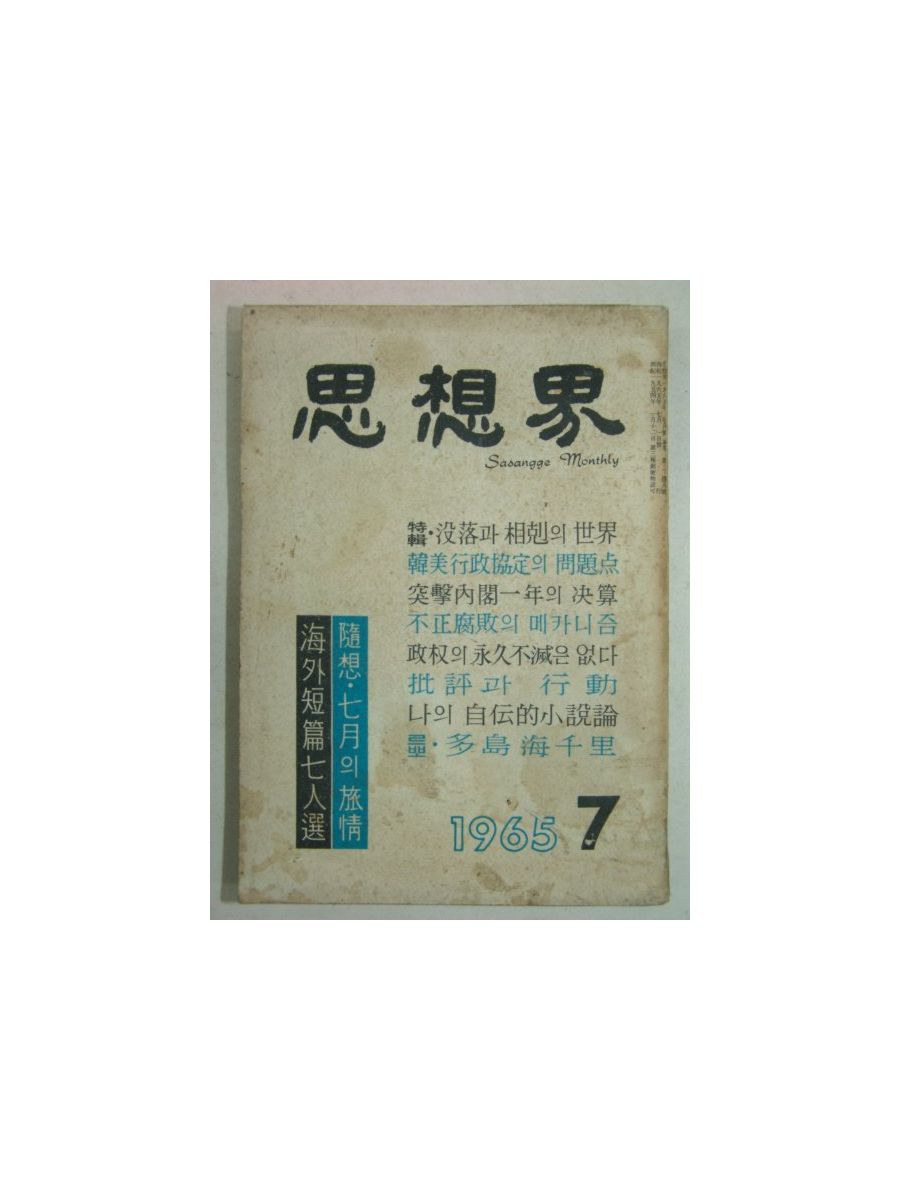 思想界
Sasangge Monthly
特輯·没落과 相剋의 世界
韓美行政協定의 問題点
突擊內閣一年의 決算
不正腐敗의 메카니즘
政权의 永久不滅은 없다
批評과 行動
나의 自伝的小說論
多島海千里
隨想·七月의 旅情
海外短篇七人選
1965 7